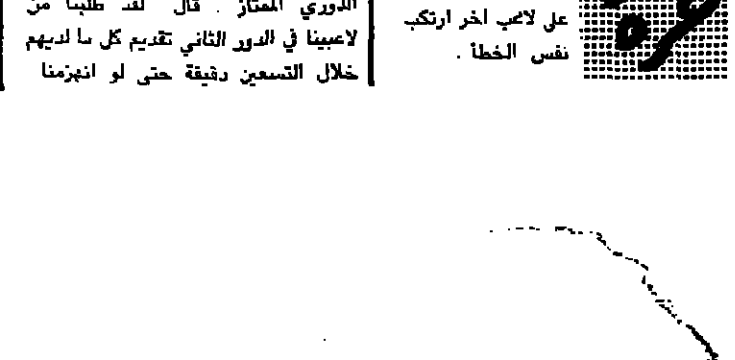 على لاعب اخر ارتكب
نفس الخطأ .
الدوري الممتاز . قال لقد طلبنا من
لاعبينا في الدور الثاني تقديم كل ما لديهم
خلال التسعين دقيقة حتى لو انهزمنا